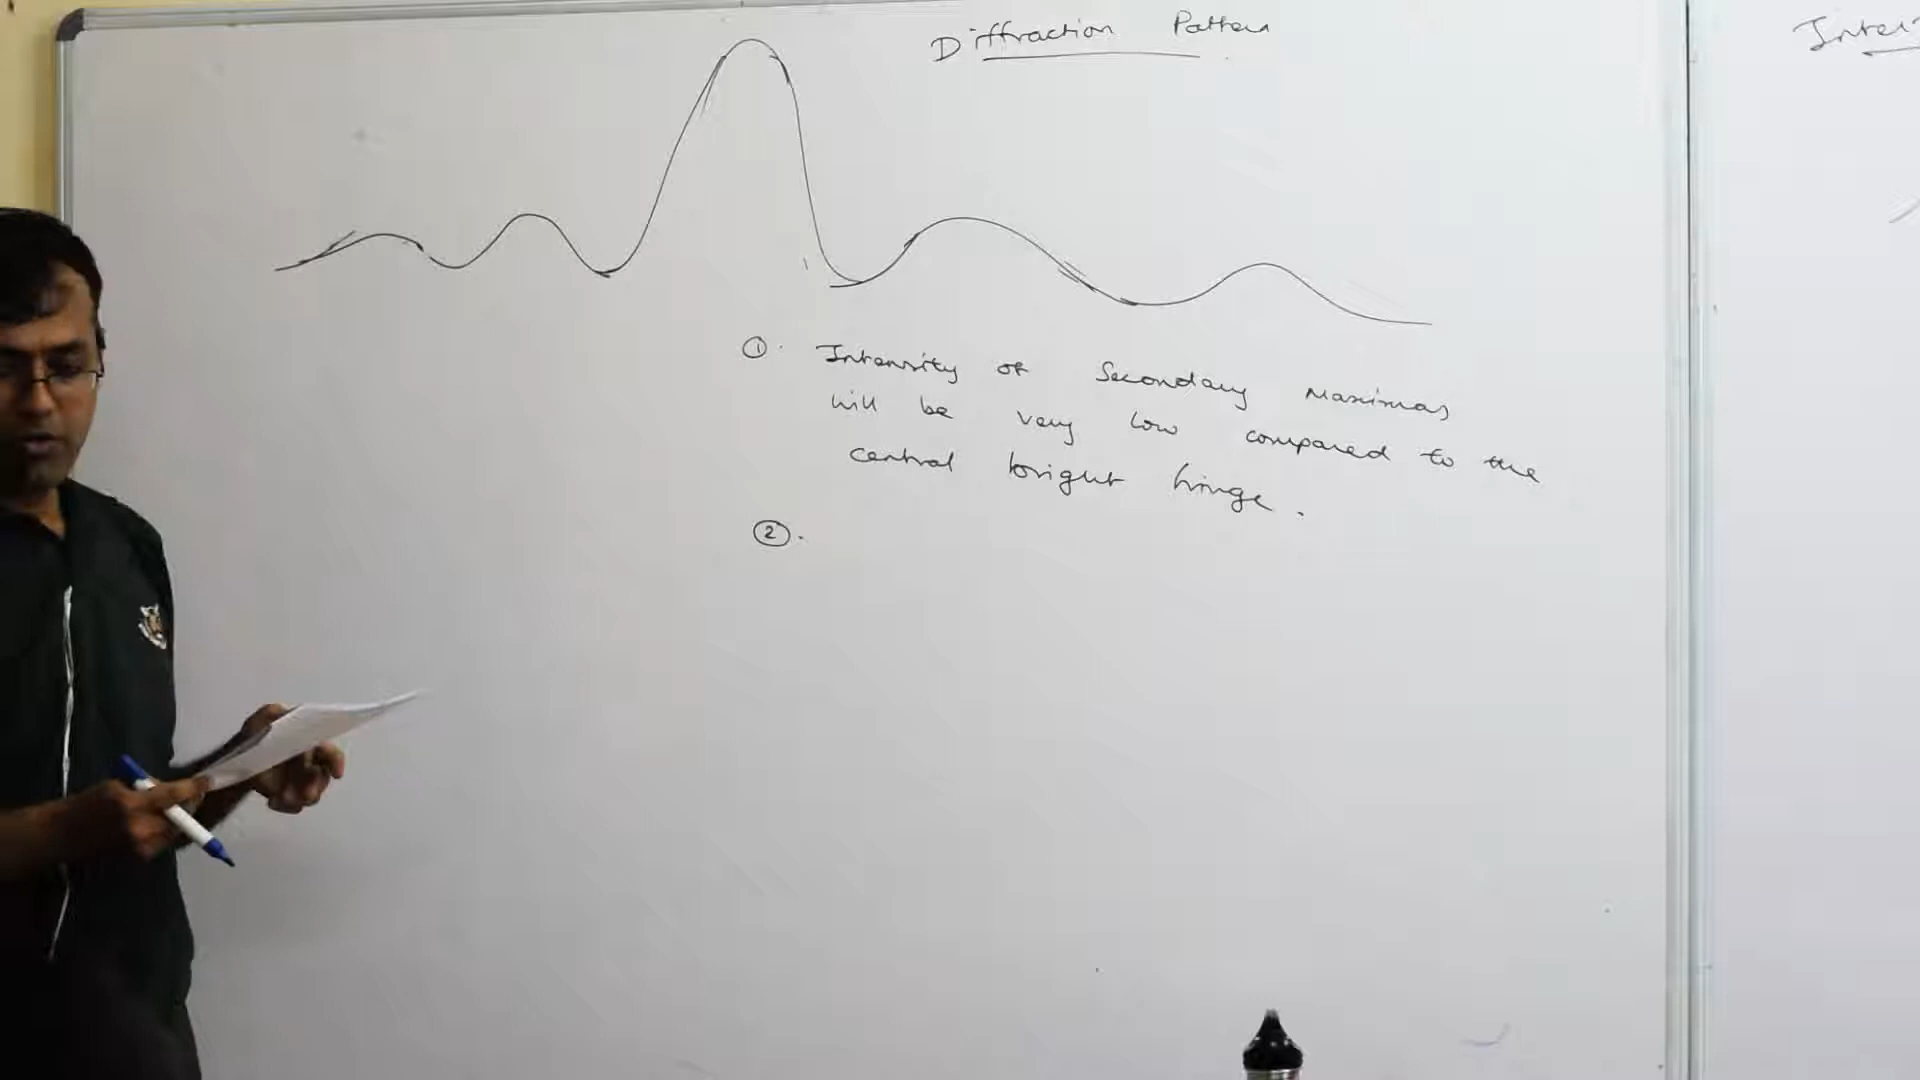 Diffraction Pattern
① Intensity of Secondary Maximas
will be very low compared to the
central bright fringe.
②.